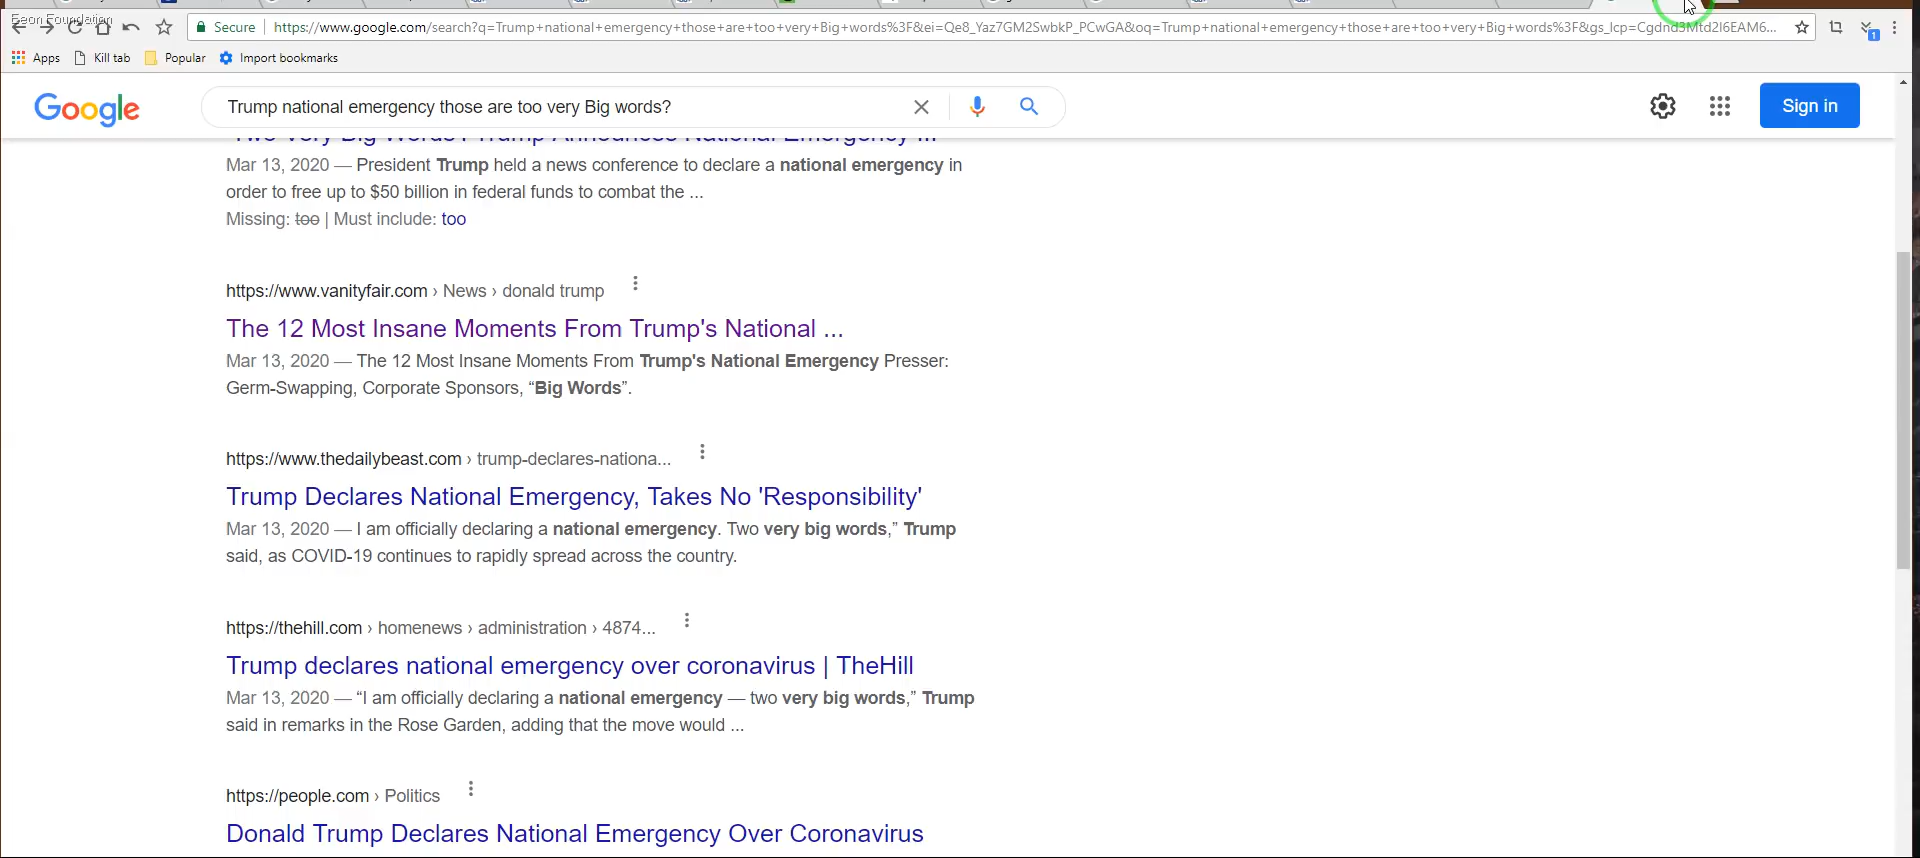 Eeon Foundation
Secure https://www.google.com/search?q=Trump+national+emergency+those+are+too+very+Big+words%3F&ei=Qe8_Yaz7GM2SwbkP_PCwGA&oq=Trump+national+emergency+those+are+too+very+Big+words%3F&gs_lcp=Cgdnd3Mtd2l6EAM6... 1
Apps Kill tab Popular Import bookmarks
Google Trump national emergency those are too very Big words? Sign in
"Two Very Big Words": Trump Announces National Emergency ...
Mar 13, 2020 — President Trump held a news conference to declare a national emergency in
order to free up to $50 billion in federal funds to combat the ...
Missing: too | Must include: too
https://www.vanityfair.com › News › donald trump
The 12 Most Insane Moments From Trump's National ...
Mar 13, 2020 — The 12 Most Insane Moments From Trump's National Emergency Presser:
Germ-Swapping, Corporate Sponsors, “Big Words”.
https://www.thedailybeast.com › trump-declares-nationa...
Trump Declares National Emergency, Takes No 'Responsibility'
Mar 13, 2020 — I am officially declaring a national emergency. Two very big words,” Trump
said, as COVID-19 continues to rapidly spread across the country.
https://thehill.com › homenews › administration › 4874...
Trump declares national emergency over coronavirus | TheHill
Mar 13, 2020 — “I am officially declaring a national emergency — two very big words,” Trump
said in remarks in the Rose Garden, adding that the move would ...
https://people.com › Politics
Donald Trump Declares National Emergency Over Coronavirus